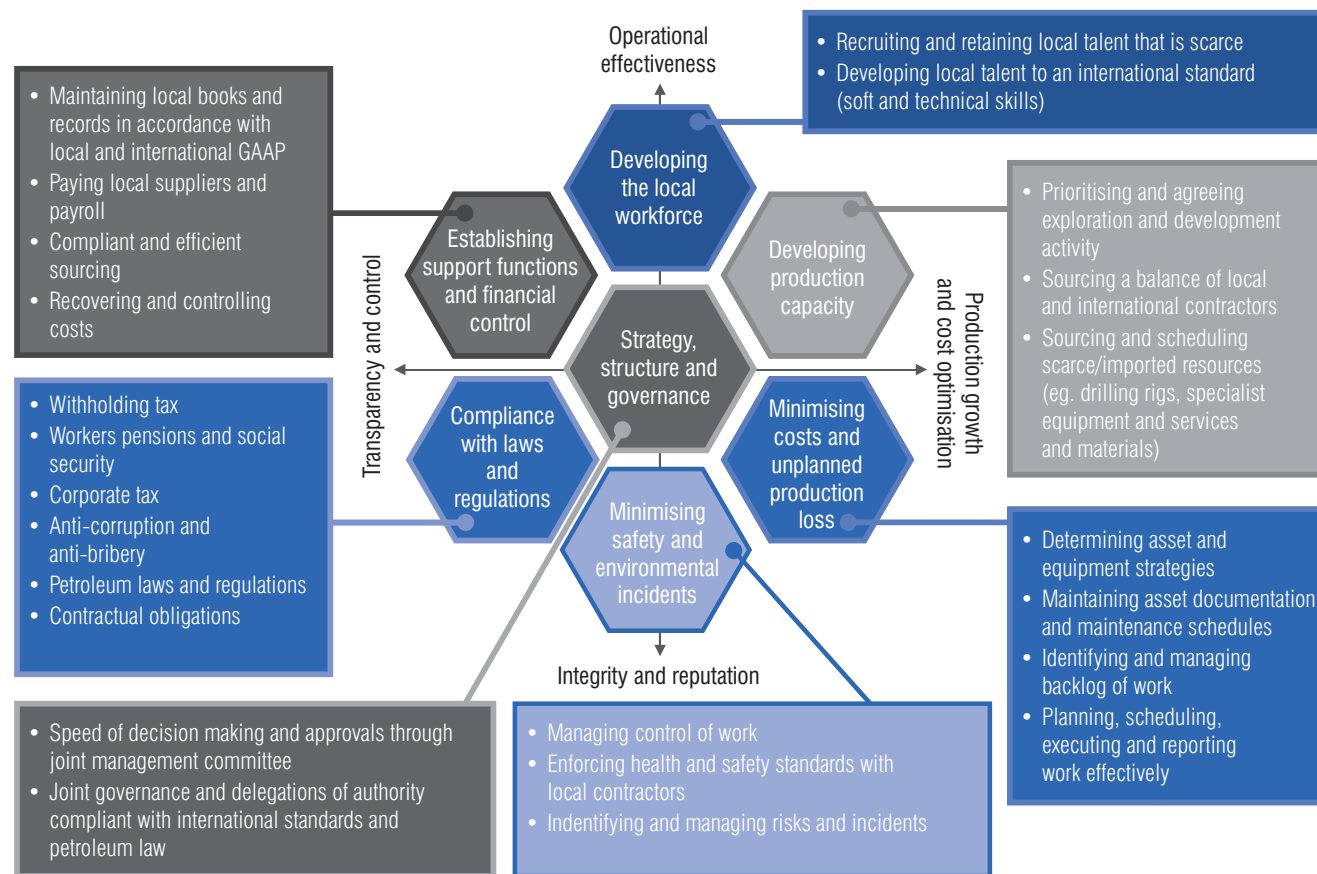 Operational
effectiveness
• Recruiting and retaining local talent that is scarce
• Developing local talent to an international standard
(soft and technical skills)
• Maintaining local books and
records in accordance with
local and international GAAP
• Paying local suppliers and
payroll
• Compliant and efficient
sourcing
• Recovering and controlling
costs
Developing
the local
workforce
Establishing
support functions
and financial
control
Developing
production
capacity
• Prioritising and agreeing
exploration and development
activity
• Sourcing a balance of local
and international contractors
• Sourcing and scheduling
scarce/imported resources
(eg. drilling rigs, specialist
equipment and services
and materials)
Transparency and control
Strategy,
structure and
governance
Production growth
and cost optimisation
• Withholding tax
• Workers pensions and social
security
• Corporate tax
• Anti-corruption and
anti-bribery
• Petroleum laws and regulations
• Contractual obligations
Compliance
with laws
and
regulations
Minimising
costs and
unplanned
production
loss
Minimising
safety and
environmental
incidents
• Determining asset and
equipment strategies
• Maintaining asset documentation
and maintenance schedules
• Identifying and managing
backlog of work
• Planning, scheduling,
executing and reporting
work effectively
Integrity and reputation
• Speed of decision making and approvals through
joint management committee
• Joint governance and delegations of authority
compliant with international standards and
petroleum law
• Managing control of work
• Enforcing health and safety standards with
local contractors
• Indentifying and managing risks and incidents